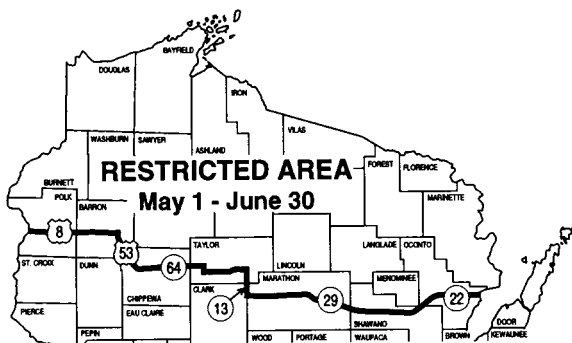 BAYFIELD
DOUGLAS
IRON
VILAS
WASHBURN SAWYER
ASHLAND
FOREST FLORENCE
RESTRICTED AREA
May 1 - June 30
BURNETT
POLK
BARRON
MARINETTE
8
53
64
TAYLOR
LANGLADE OCONTO
ST. CROIX
DUNN
LINCOLN
MARATHON
MENOMINEE
CLARK
CHIPPEWA
13
29
22
PIERCE
EAU CLAIRE
PEPIN
WOOD
PORTAGE
SHAWANO
WAUPACA
BROWN
DOOR
KEWAUNEE